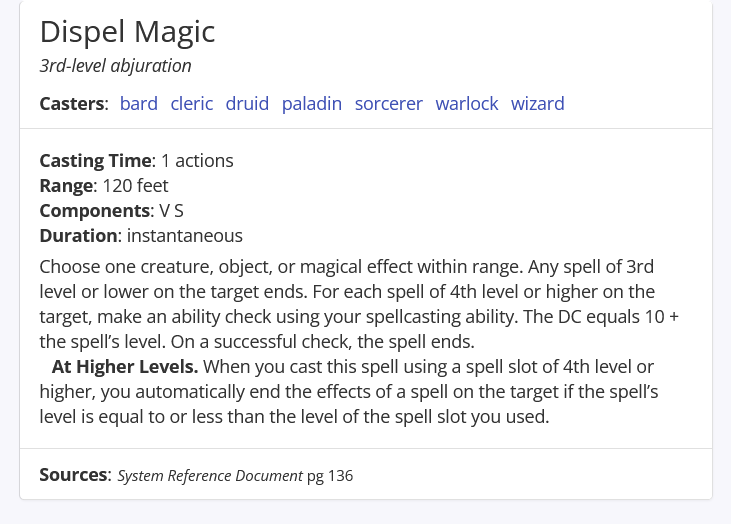 Dispel Magic
3rd-level abjuration
Casters: bard cleric druid paladin sorcerer warlock wizard
Casting Time: 1 actions
Range: 120 feet
Components: V S
Duration: instantaneous
Choose one creature, object, or magical effect within range. Any spell of 3rd
level or lower on the target ends. For each spell of 4th level or higher on the
target, make an ability check using your spellcasting ability. The DC equals 10 +
the spell’s level. On a successful check, the spell ends.
At Higher Levels. When you cast this spell using a spell slot of 4th level or
higher, you automatically end the effects of a spell on the target if the spell’s
level is equal to or less than the level of the spell slot you used.
Sources: System Reference Document pg 136